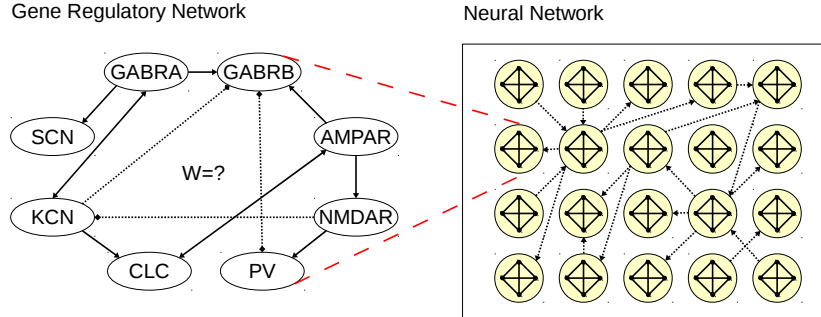 Gene Regulatory Network
Neural Network
GABRA
GABRB
SCN
AMPAR
W=?
KCN
NMDAR
CLC
PV